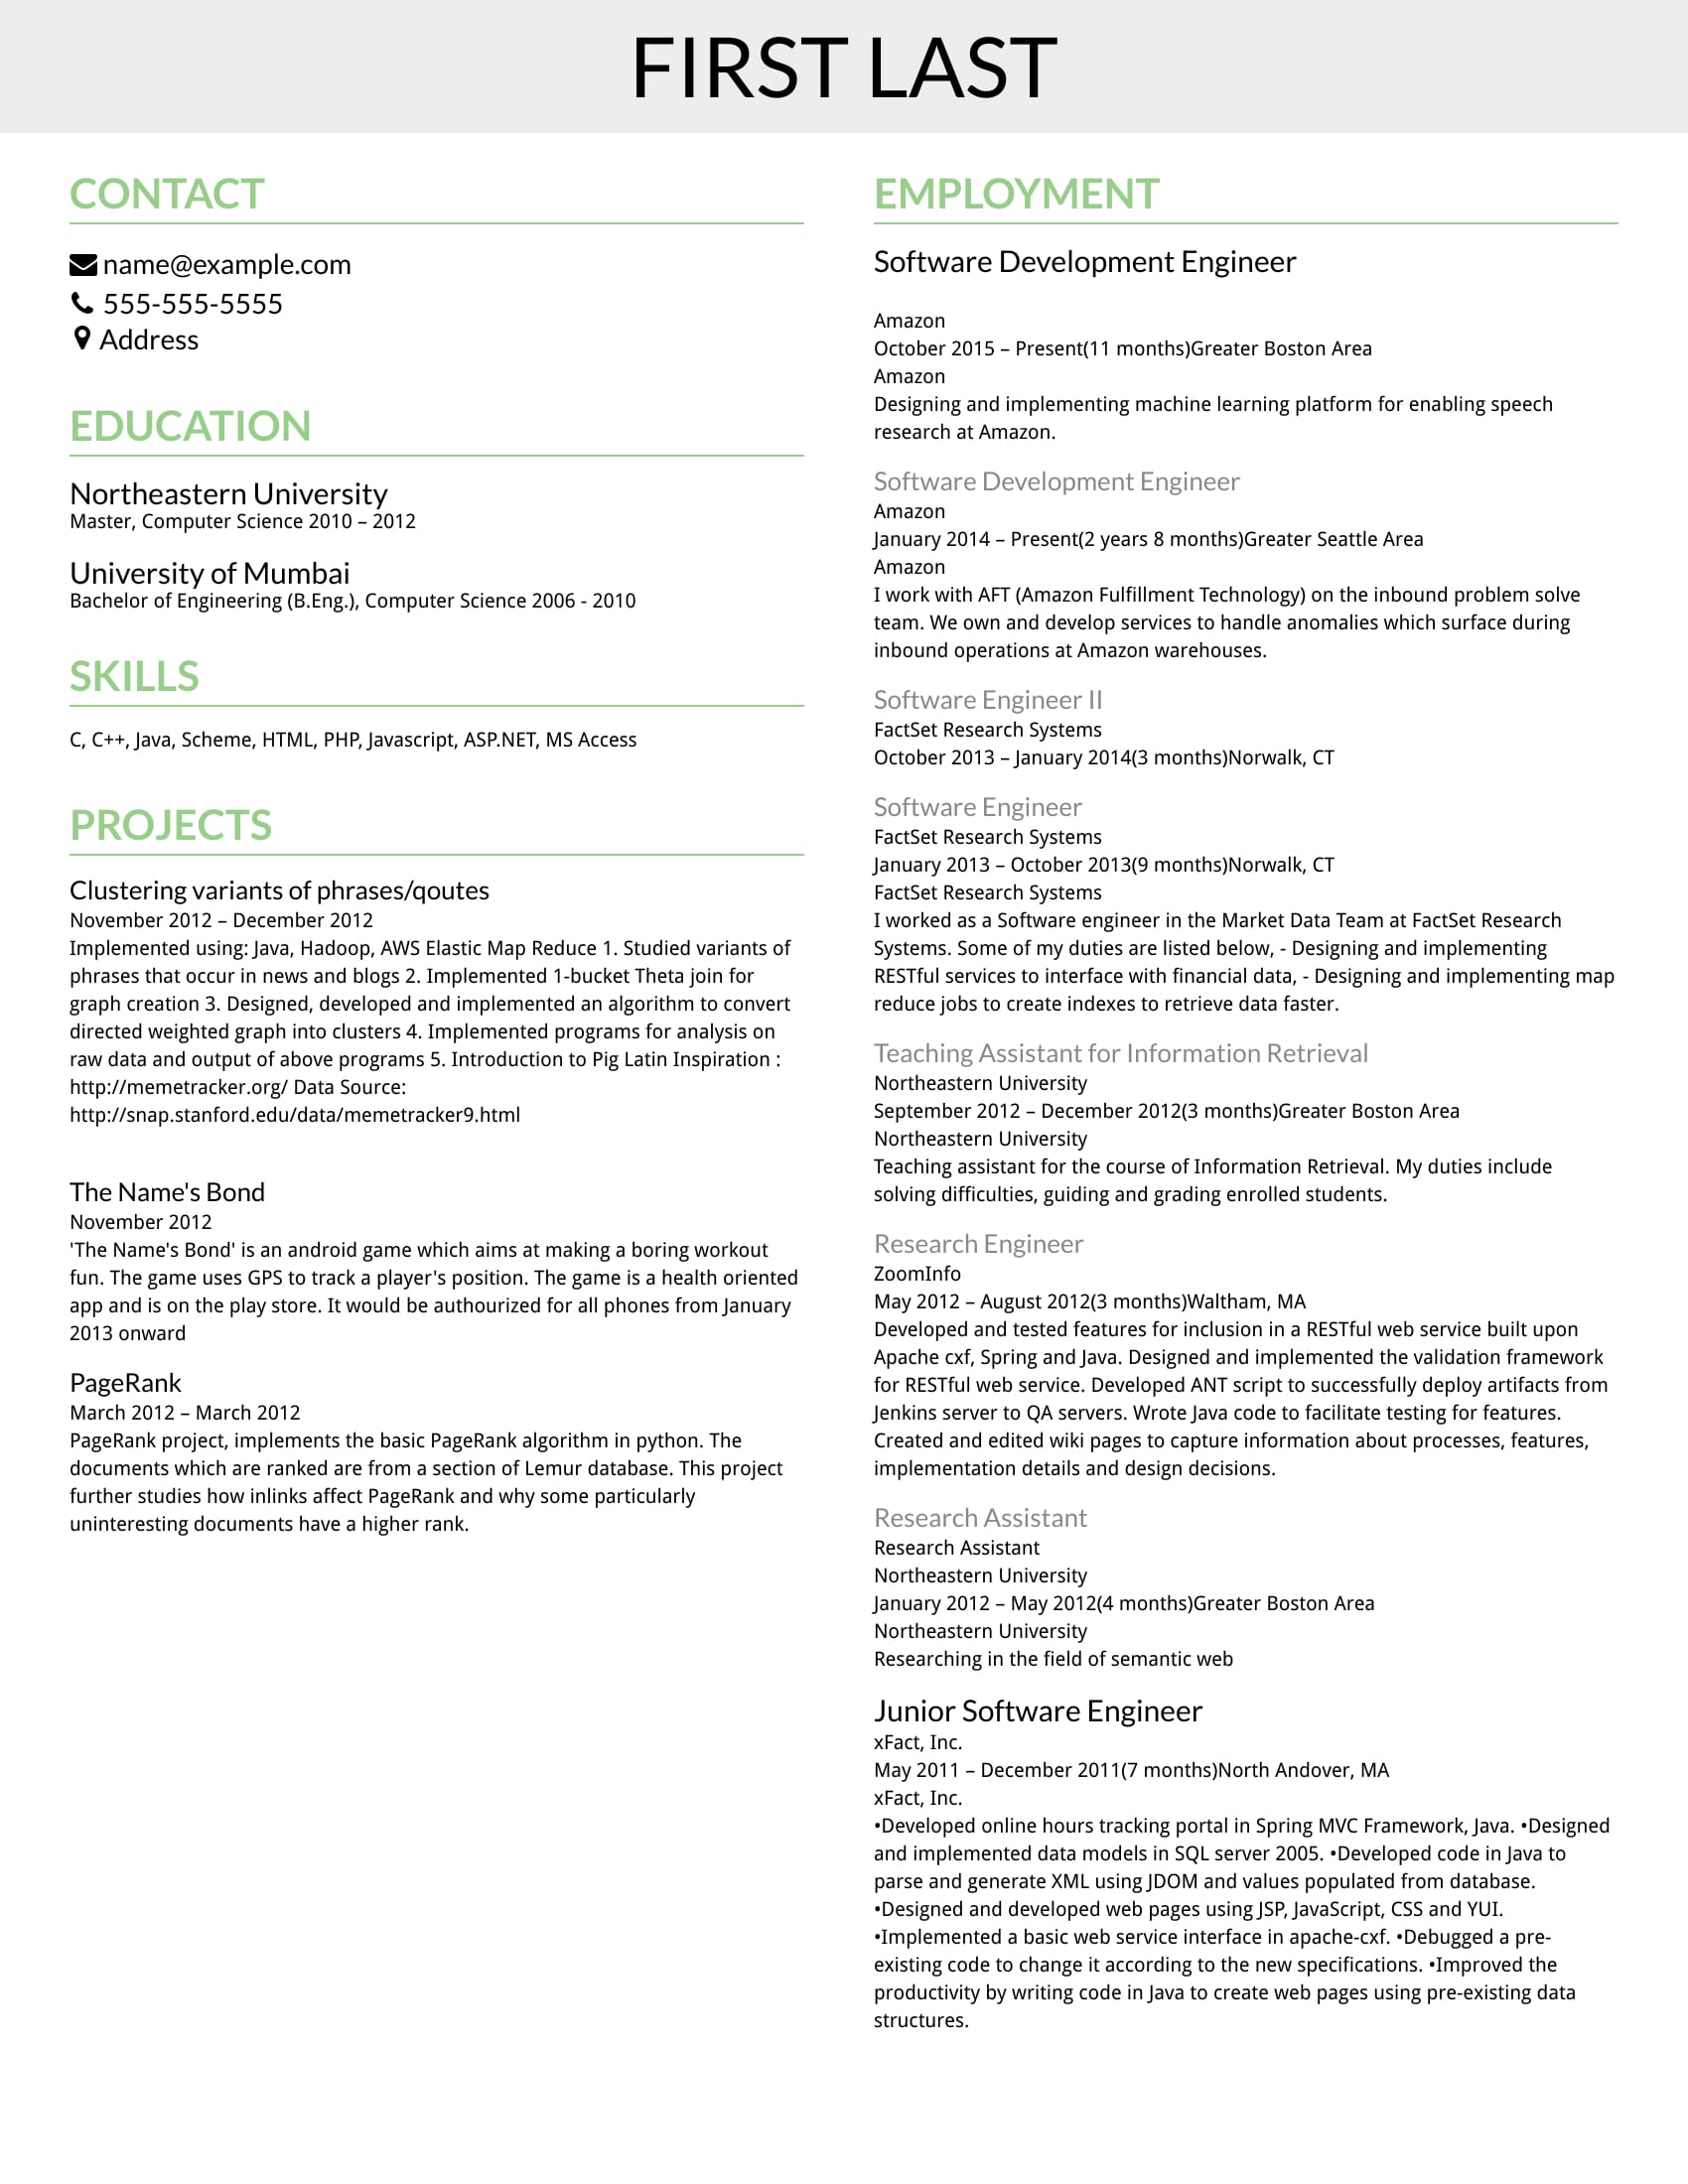 FIRST LAST
CONTACT
name@example.com
555-555-5555
Address
EDUCATION
Northeastern University
Master, Computer Science 2010 – 2012
University of Mumbai
Bachelor of Engineering (B.Eng.), Computer Science 2006 - 2010
SKILLS
C, C++, Java, Scheme, HTML, PHP, Javascript, ASP.NET, MS Access
PROJECTS
Clustering variants of phrases/qoutes
November 2012 – December 2012
Implemented using: Java, Hadoop, AWS Elastic Map Reduce 1. Studied variants of
phrases that occur in news and blogs 2. Implemented 1-bucket Theta join for
graph creation 3. Designed, developed and implemented an algorithm to convert
directed weighted graph into clusters 4. Implemented programs for analysis on
raw data and output of above programs 5. Introduction to Pig Latin Inspiration :
http://memetracker.org/ Data Source:
http://snap.stanford.edu/data/memetracker9.html
The Name's Bond
November 2012
'The Name's Bond' is an android game which aims at making a boring workout
fun. The game uses GPS to track a player's position. The game is a health oriented
app and is on the play store. It would be authourized for all phones from January
2013 onward
PageRank
March 2012 – March 2012
PageRank project, implements the basic PageRank algorithm in python. The
documents which are ranked are from a section of Lemur database. This project
further studies how inlinks affect PageRank and why some particularly
uninteresting documents have a higher rank.
EMPLOYMENT
Software Development Engineer
Amazon
October 2015 – Present(11 months)Greater Boston Area
Amazon
Designing and implementing machine learning platform for enabling speech
research at Amazon.
Software Development Engineer
Amazon
January 2014 – Present(2 years 8 months)Greater Seattle Area
Amazon
I work with AFT (Amazon Fulfillment Technology) on the inbound problem solve
team. We own and develop services to handle anomalies which surface during
inbound operations at Amazon warehouses.
Software Engineer II
FactSet Research Systems
October 2013 – January 2014(3 months)Norwalk, CT
Software Engineer
FactSet Research Systems
January 2013 – October 2013(9 months)Norwalk, CT
FactSet Research Systems
I worked as a Software engineer in the Market Data Team at FactSet Research
Systems. Some of my duties are listed below, - Designing and implementing
RESTful services to interface with financial data, - Designing and implementing map
reduce jobs to create indexes to retrieve data faster.
Teaching Assistant for Information Retrieval
Northeastern University
September 2012 – December 2012(3 months)Greater Boston Area
Northeastern University
Teaching assistant for the course of Information Retrieval. My duties include
solving difficulties, guiding and grading enrolled students.
Research Engineer
ZoomInfo
May 2012 – August 2012(3 months)Waltham, MA
Developed and tested features for inclusion in a RESTful web service built upon
Apache cxf, Spring and Java. Designed and implemented the validation framework
for RESTful web service. Developed ANT script to successfully deploy artifacts from
Jenkins server to QA servers. Wrote Java code to facilitate testing for features.
Created and edited wiki pages to capture information about processes, features,
implementation details and design decisions.
Research Assistant
Research Assistant
Northeastern University
January 2012 – May 2012(4 months)Greater Boston Area
Northeastern University
Researching in the field of semantic web
Junior Software Engineer
xFact, Inc.
May 2011 – December 2011(7 months)North Andover, MA
xFact, Inc.
•Developed online hours tracking portal in Spring MVC Framework, Java. •Designed
and implemented data models in SQL server 2005. •Developed code in Java to
parse and generate XML using JDOM and values populated from database.
•Designed and developed web pages using JSP, JavaScript, CSS and YUI.
•Implemented a basic web service interface in apache-cxf. •Debugged a pre-
existing code to change it according to the new specifications. •Improved the
productivity by writing code in Java to create web pages using pre-existing data
structures.